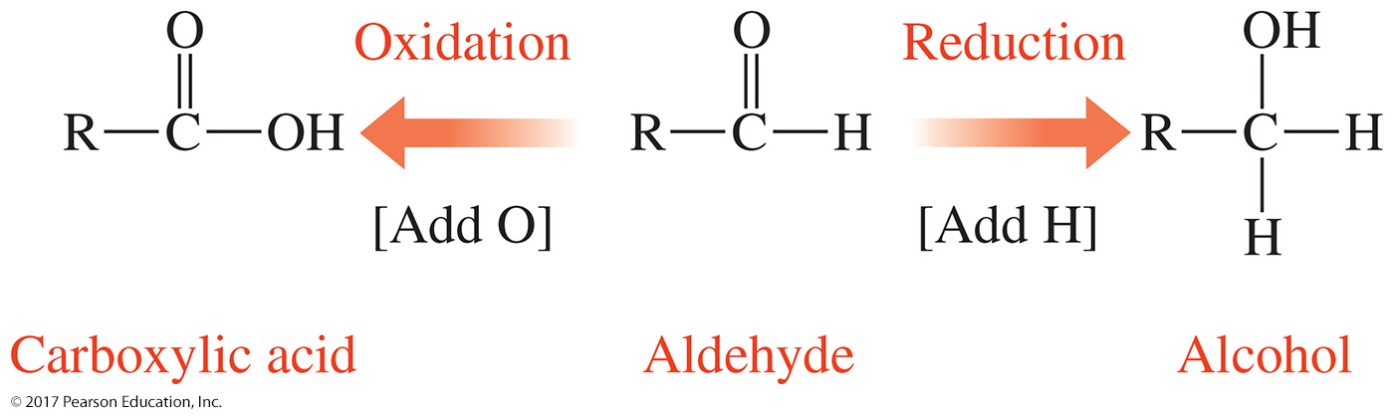 O
R—C—OH
Oxidation
[Add O]
O
R—C—H
Reduction
[Add H]
OH
R—C—H
H
Carboxylic acid
Aldehyde
Alcohol
© 2017 Pearson Education, Inc.